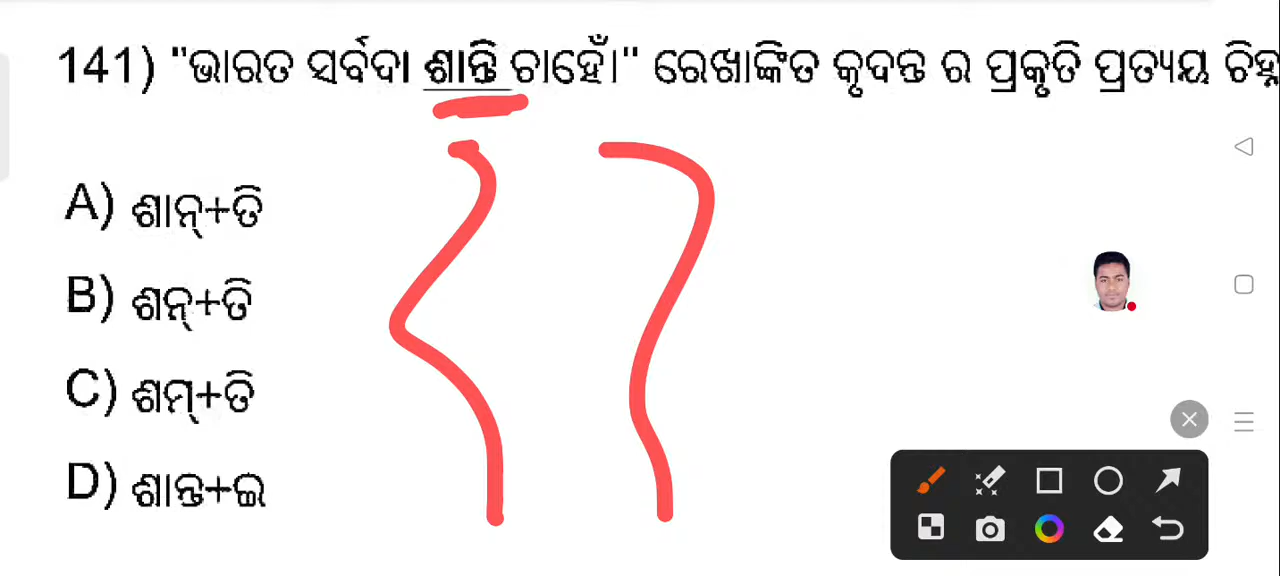 141) "ଭାରତ ସର୍ବଦା ଶାନ୍ତି ଚାହେଁ।" ରେଖାଙ୍କିତ କୃଦନ୍ତ ର ପ୍ରକୃତି ପ୍ରତ୍ୟୟ ଚିହ୍ନ
A) ଶାନ୍+ତି
B) ଶନ୍+ତି
C) ଶମ୍+ତି
D) ଶାନ୍ତ+ଇ